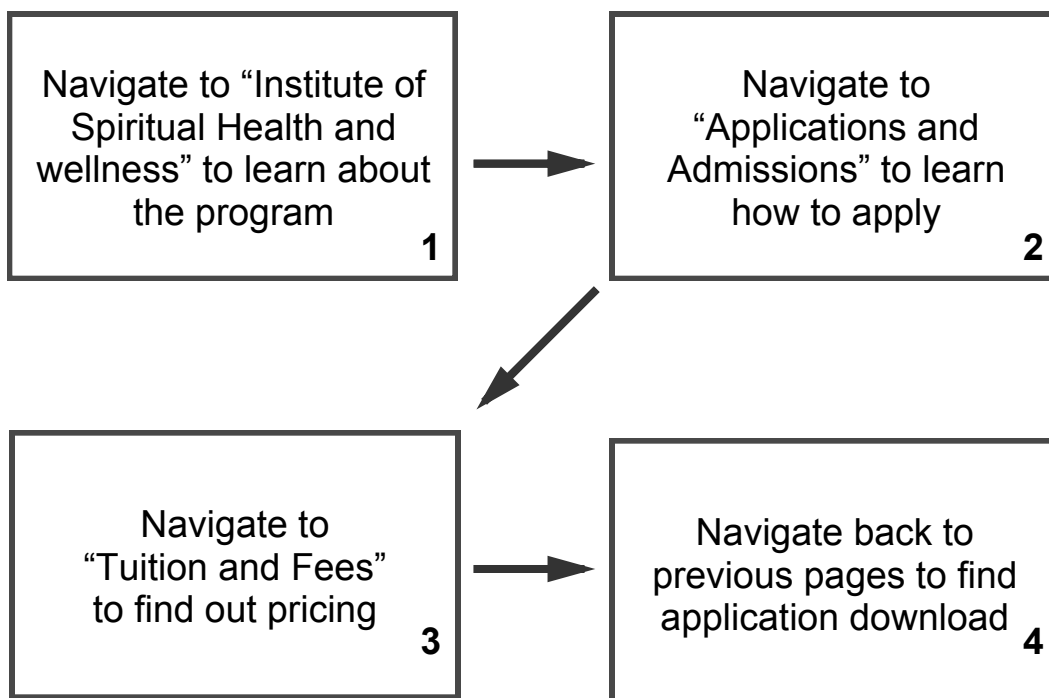 Navigate to “Institute of
Spiritual Health and
wellness” to learn about
the program
1
Navigate to
“Applications and
Admissions” to learn
how to apply
2
Navigate to
“Tuition and Fees”
to find out pricing
3
Navigate back to
previous pages to find
application download
4